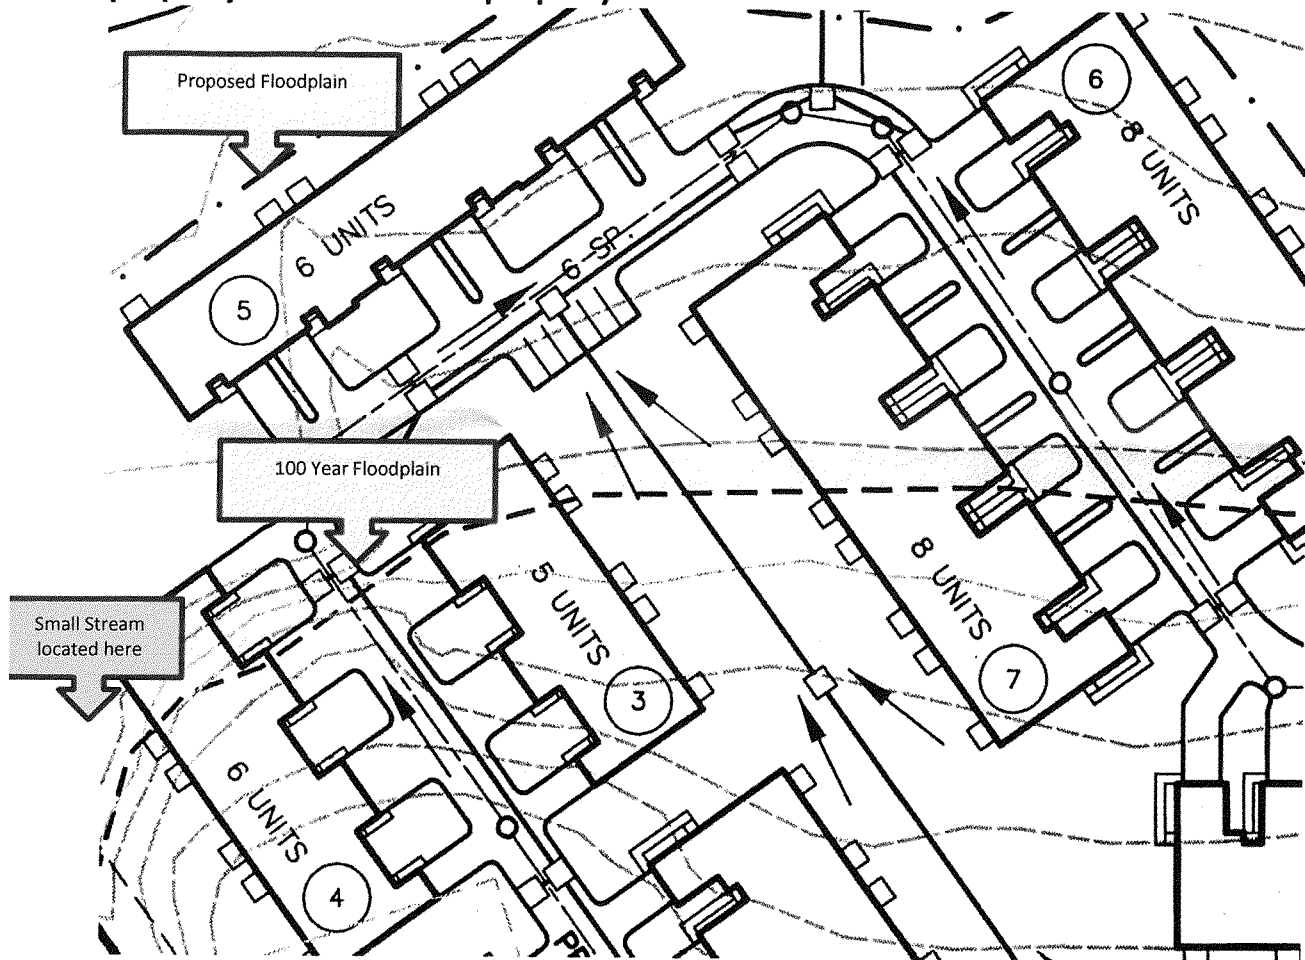 Proposed Floodplain
6
8 UNITS
6 UNITS
5
6 SP.
100 Year Floodplain
5 UNITS
8 UNITS
Small Stream
located here
7
3
6 UNITS
4